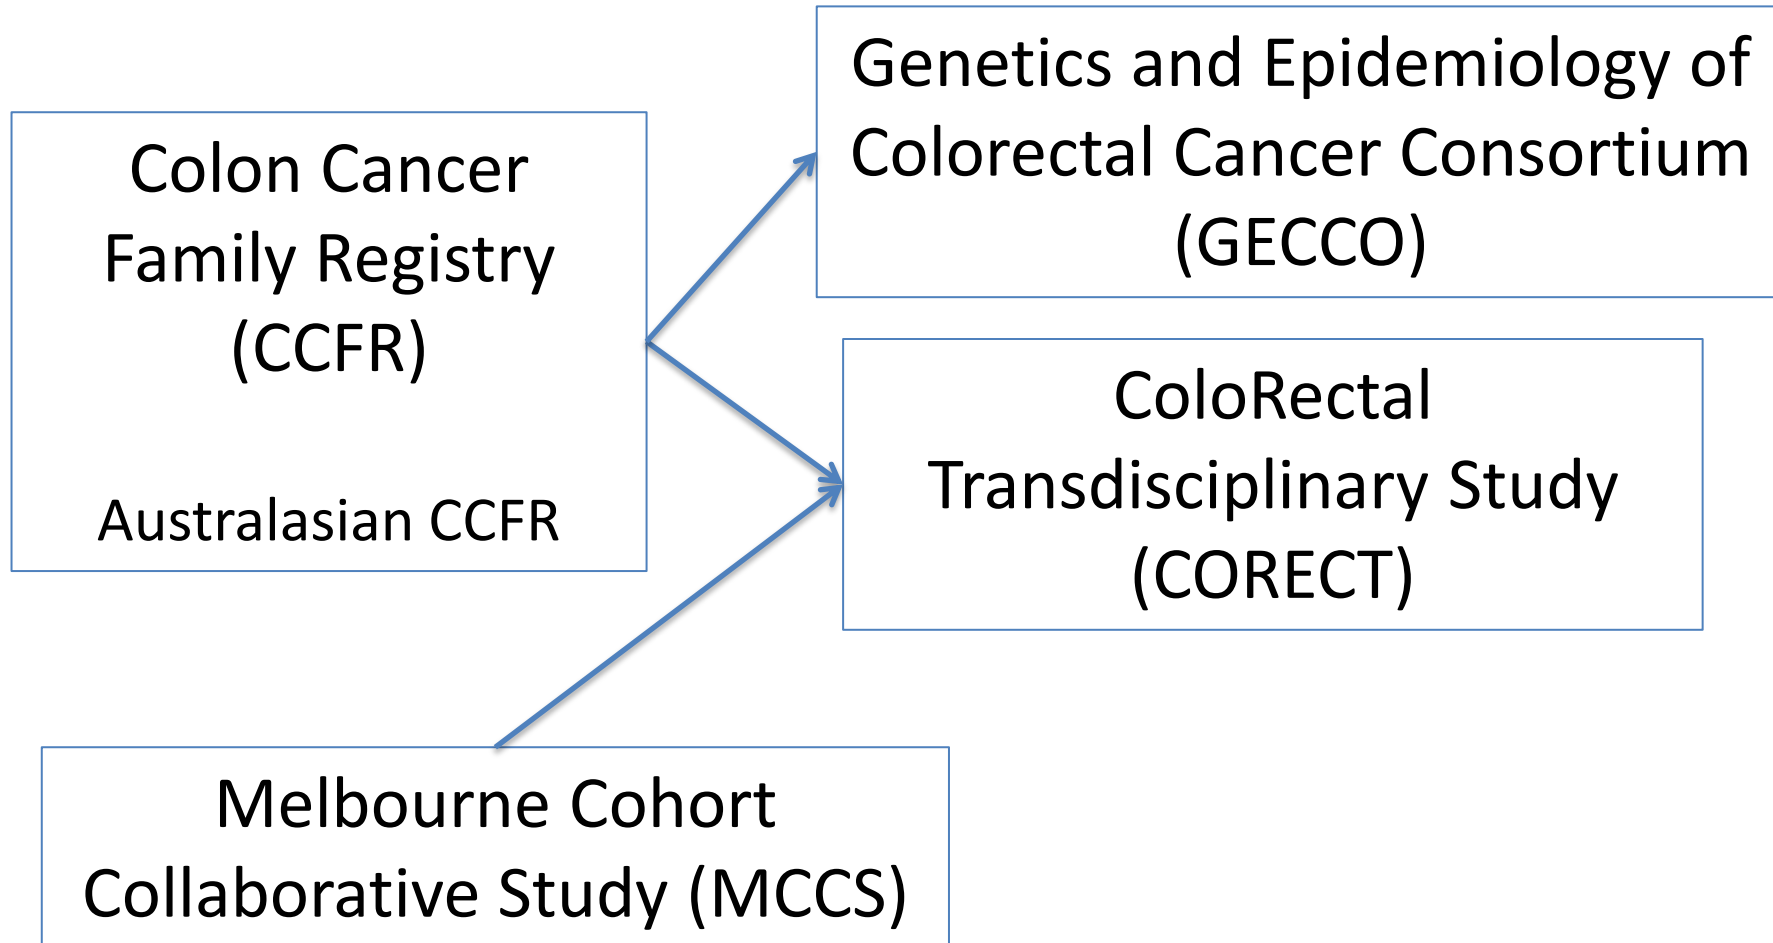 Colon Cancer
Family Registry
(CCFR)
Australasian CCFR
Genetics and Epidemiology of
Colorectal Cancer Consortium
(GECCO)
ColoRectal
Transdisciplinary Study
(CORECT)
Melbourne Cohort
Collaborative Study (MCCS)